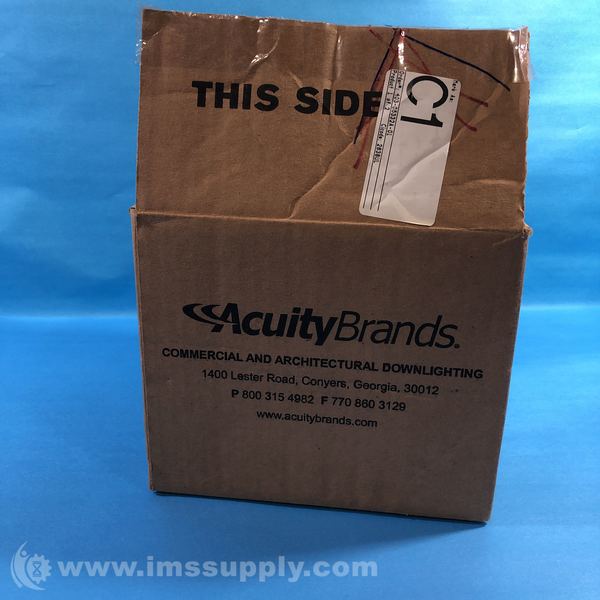 THIS SIDE
C1
AcuityBrands.
COMMERCIAL AND ARCHITECTURAL DOWNLIGHTING
1400 Lester Road, Conyers, Georgia, 30012
P 800 315 4982 F 770 860 3129
www.acuitybrands.com
www.imssupply.com